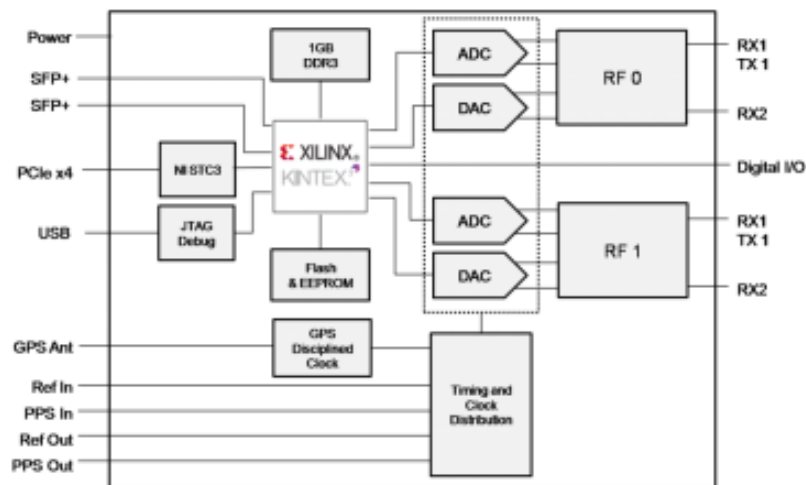 Power
SFP+
SFP+
PCIe x4
USB
GPS Ant
Ref In
PPS In
Ref Out
PPS Out
1GB
DDR3
XILINX®
KINTEX7
NI STC3
JTAG
Debug
Flash
& EEPROM
GPS
Disciplined
Clock
ADC
DAC
ADC
DAC
Timing and
Clock
Distribution
RF 0
RF 1
RX1
TX 1
RX2
Digital I/O
RX1
TX 1
RX2